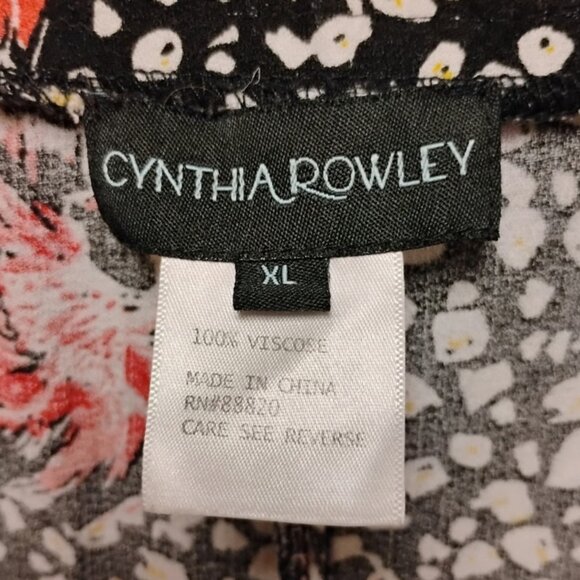 CYNTHIA ROWLEY
XL
100% VISCOSE
MADE IN CHINA
RN#88820
CARE SEE REVERSE